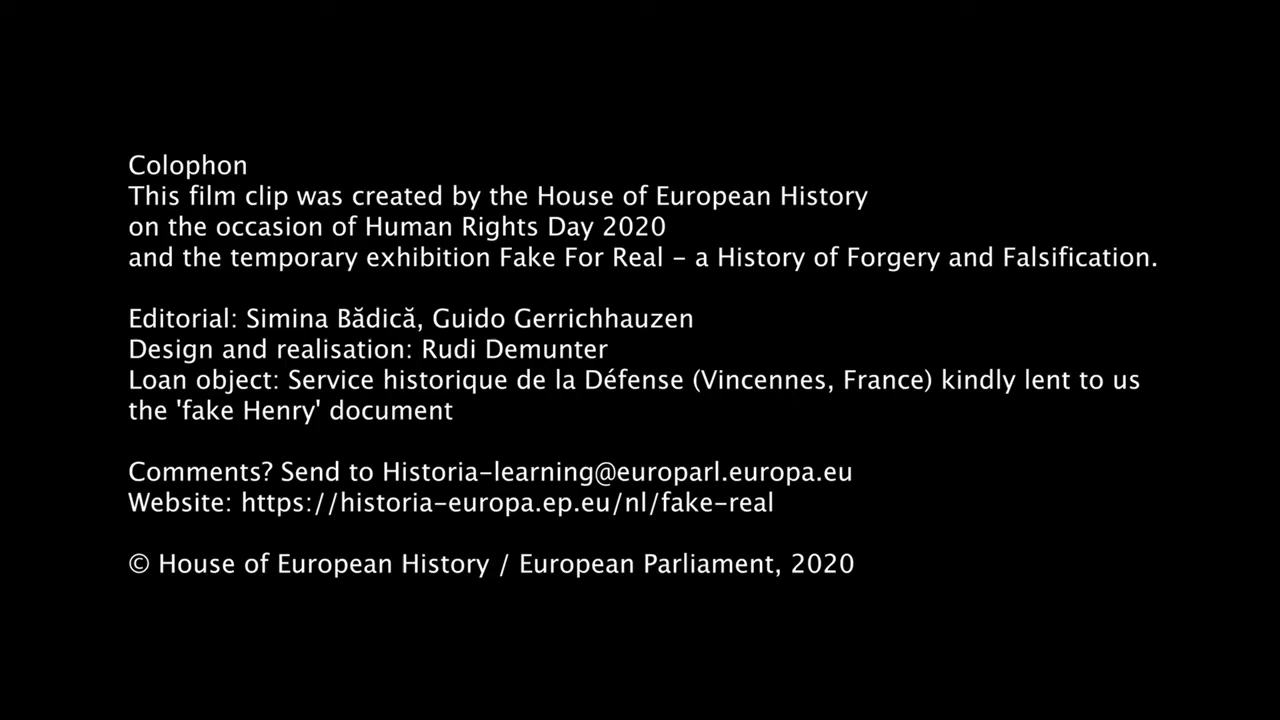 Colophon
This film clip was created by the House of European History
on the occasion of Human Rights Day 2020
and the temporary exhibition Fake For Real – a History of Forgery and Falsification.
Editorial: Simina Bădică, Guido Gerrichhauzen
Design and realisation: Rudi Demunter
Loan object: Service historique de la Défense (Vincennes, France) kindly lent to us
the 'fake Henry' document
Comments? Send to Historia-learning@europarl.europa.eu
Website: https://historia-europa.ep.eu/nl/fake-real
© House of European History / European Parliament, 2020